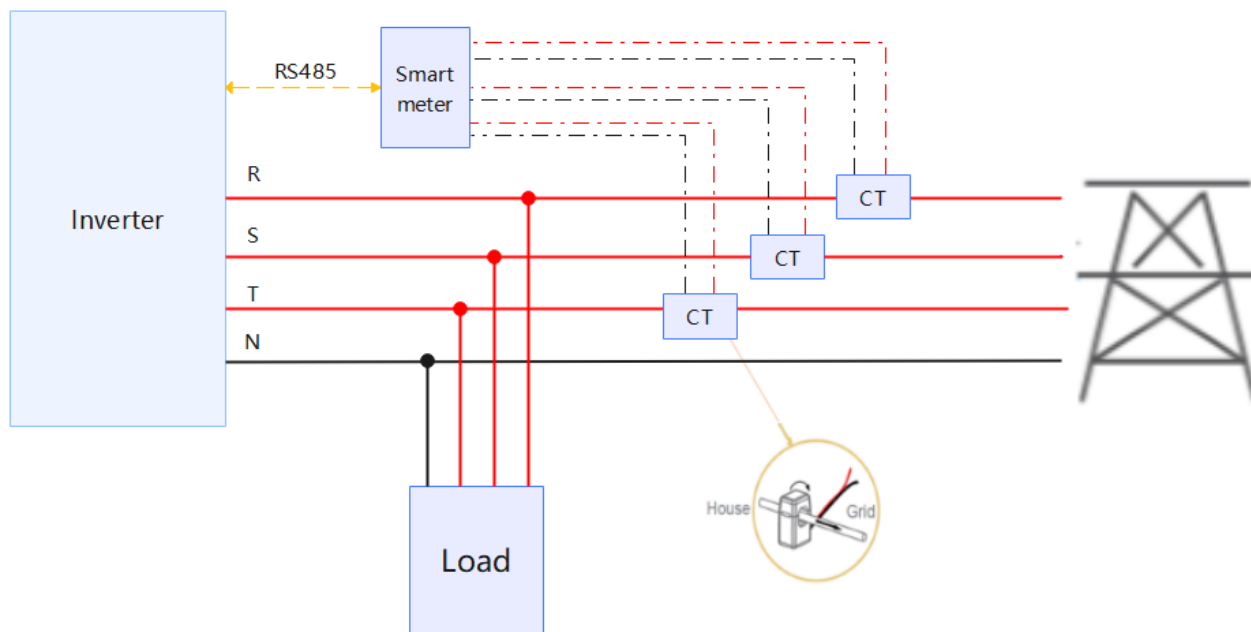 RS485
Smart
meter
R
CT
Inverter
S
CT
T
CT
N
House
Grid
Load